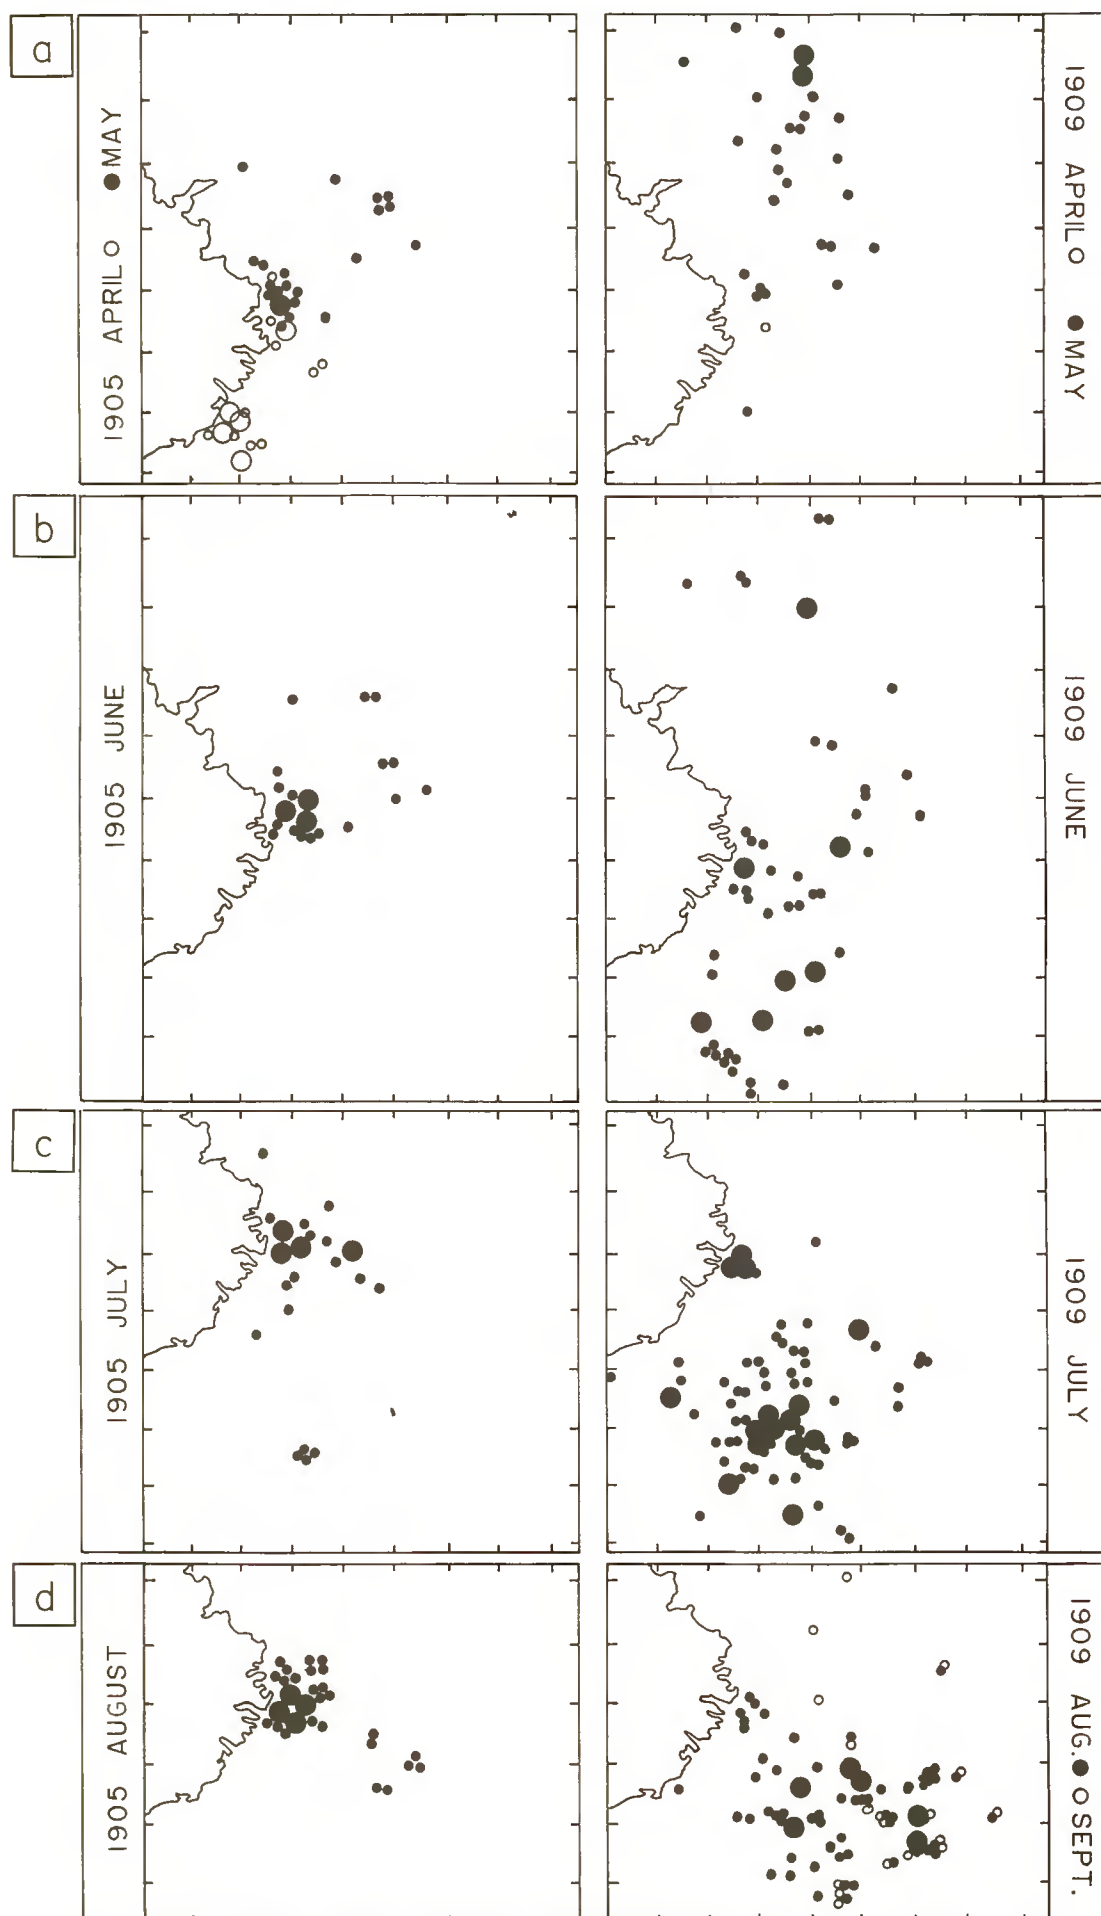 a
1905 APRIL ○ ● MAY
1909 APRIL ○ ● MAY
b
1905 JUNE
1909 JUNE
c
1905 JULY
1909 JULY
d
1905 AUGUST
1909 AUG. ● ○ SEPT.